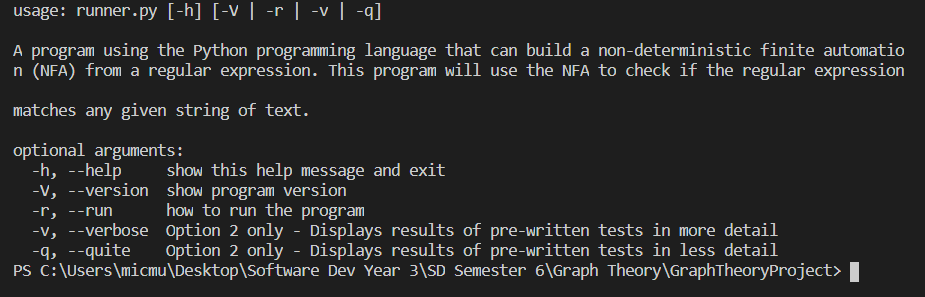 usage: runner.py [-h] [-V | -r | -v | -q]
A program using the Python programming language that can build a non-deterministic finite automatio
n (NFA) from a regular expression. This program will use the NFA to check if the regular expression
matches any given string of text.
optional arguments:
-h, --help show this help message and exit
-V, --version show program version
-r, --run how to run the program
-v, --verbose Option 2 only - Displays results of pre-written tests in more detail
-q, --quite Option 2 only - Displays results of pre-written tests in less detail
PS C:\Users\micmu\Desktop\Software Dev Year 3\SD Semester 6\Graph Theory\GraphTheoryProject>